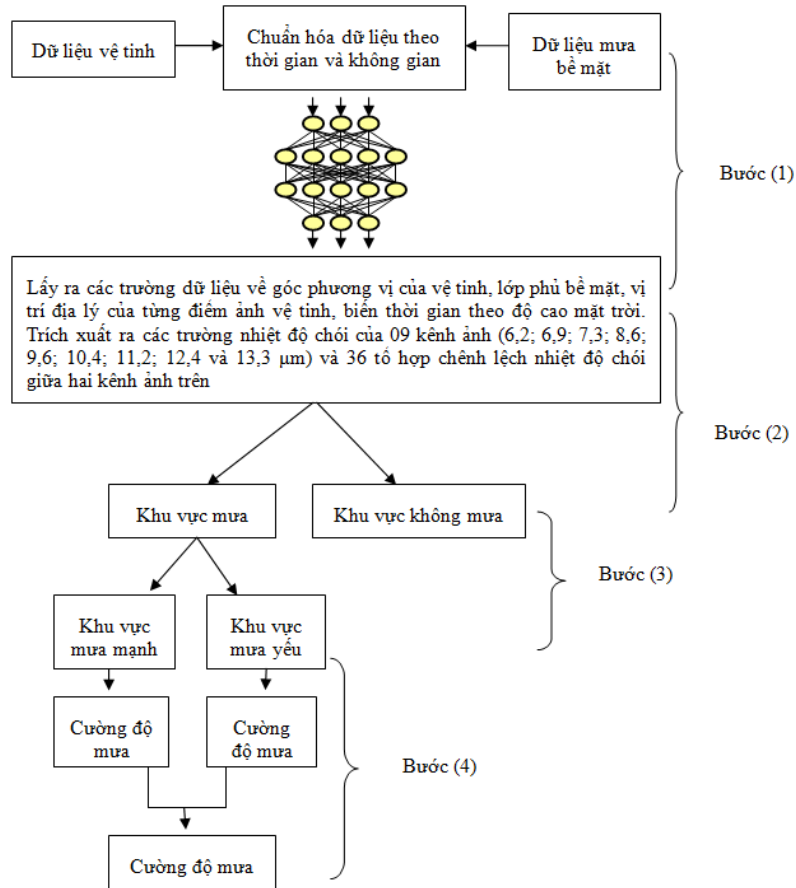 Dữ liệu vệ tinh
Chuẩn hóa dữ liệu theo
thời gian và không gian
Dữ liệu mưa
bề mặt
Bước (1)
Lấy ra các trường dữ liệu về góc phương vị của vệ tinh, lớp phủ bề mặt, vị
trí địa lý của từng điểm ảnh vệ tinh, biến thời gian theo độ cao mặt trời.
Trích xuất ra các trường nhiệt độ chói của 09 kênh ảnh (6,2; 6,9; 7,3; 8,6;
9,6; 10,4; 11,2; 12,4 và 13,3 μm) và 36 tổ hợp chênh lệch nhiệt độ chói
giữa hai kênh ảnh trên
Bước (2)
Khu vực mưa
Khu vực không mưa
Bước (3)
Khu vực
mưa mạnh
Khu vực
mưa yếu
Cường độ
mưa
Cường
độ mưa
Bước (4)
Cường độ mưa